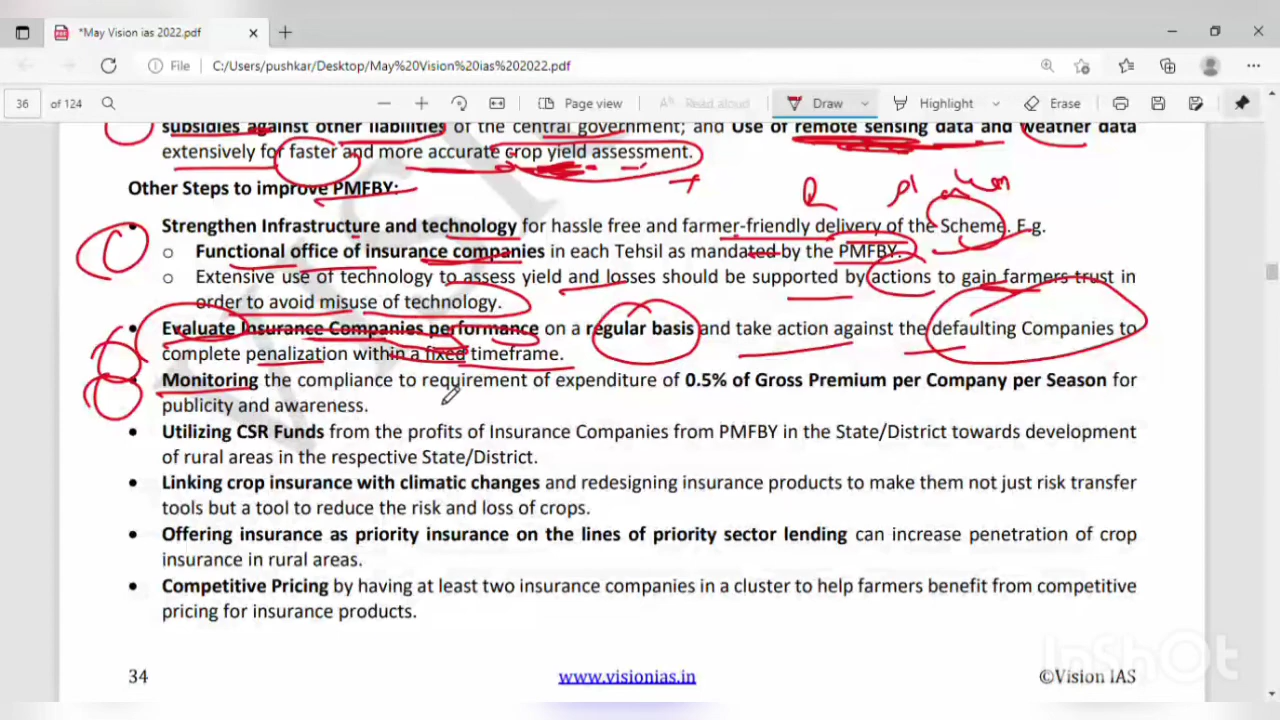 *May Vision ias 2022.pdf
File C:/Users/pushkar/Desktop/May%20Vision%20ias%202022.pdf
36 of 124 Page view Read aloud Draw Highlight Erase
subsidies against other liabilities of the central government; and Use of remote sensing data and weather data
extensively for faster and more accurate crop yield assessment.
Other Steps to improve PMFBY:
• Strengthen Infrastructure and technology for hassle free and farmer-friendly delivery of the Scheme. E.g.
o Functional office of insurance companies in each Tehsil as mandated by the PMFBY.
o Extensive use of technology to assess yield and losses should be supported by actions to gain farmers trust in
order to avoid misuse of technology.
• Evaluate Insurance Companies performance on a regular basis and take action against the defaulting Companies to
complete penalization within a fixed timeframe.
• Monitoring the compliance to requirement of expenditure of 0.5% of Gross Premium per Company per Season for
publicity and awareness.
• Utilizing CSR Funds from the profits of Insurance Companies from PMFBY in the State/District towards development
of rural areas in the respective State/District.
• Linking crop insurance with climatic changes and redesigning insurance products to make them not just risk transfer
tools but a tool to reduce the risk and loss of crops.
• Offering insurance as priority insurance on the lines of priority sector lending can increase penetration of crop
insurance in rural areas.
• Competitive Pricing by having at least two insurance companies in a cluster to help farmers benefit from competitive
pricing for insurance products.
34 www.visionias.in ©Vision IAS
InShOt